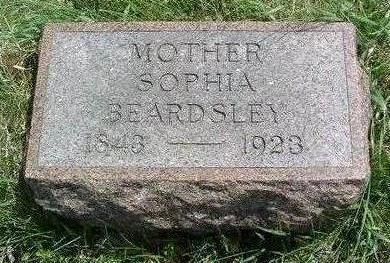 MOTHER
SOPHIA
BEARDSLEY
1843 — 1923